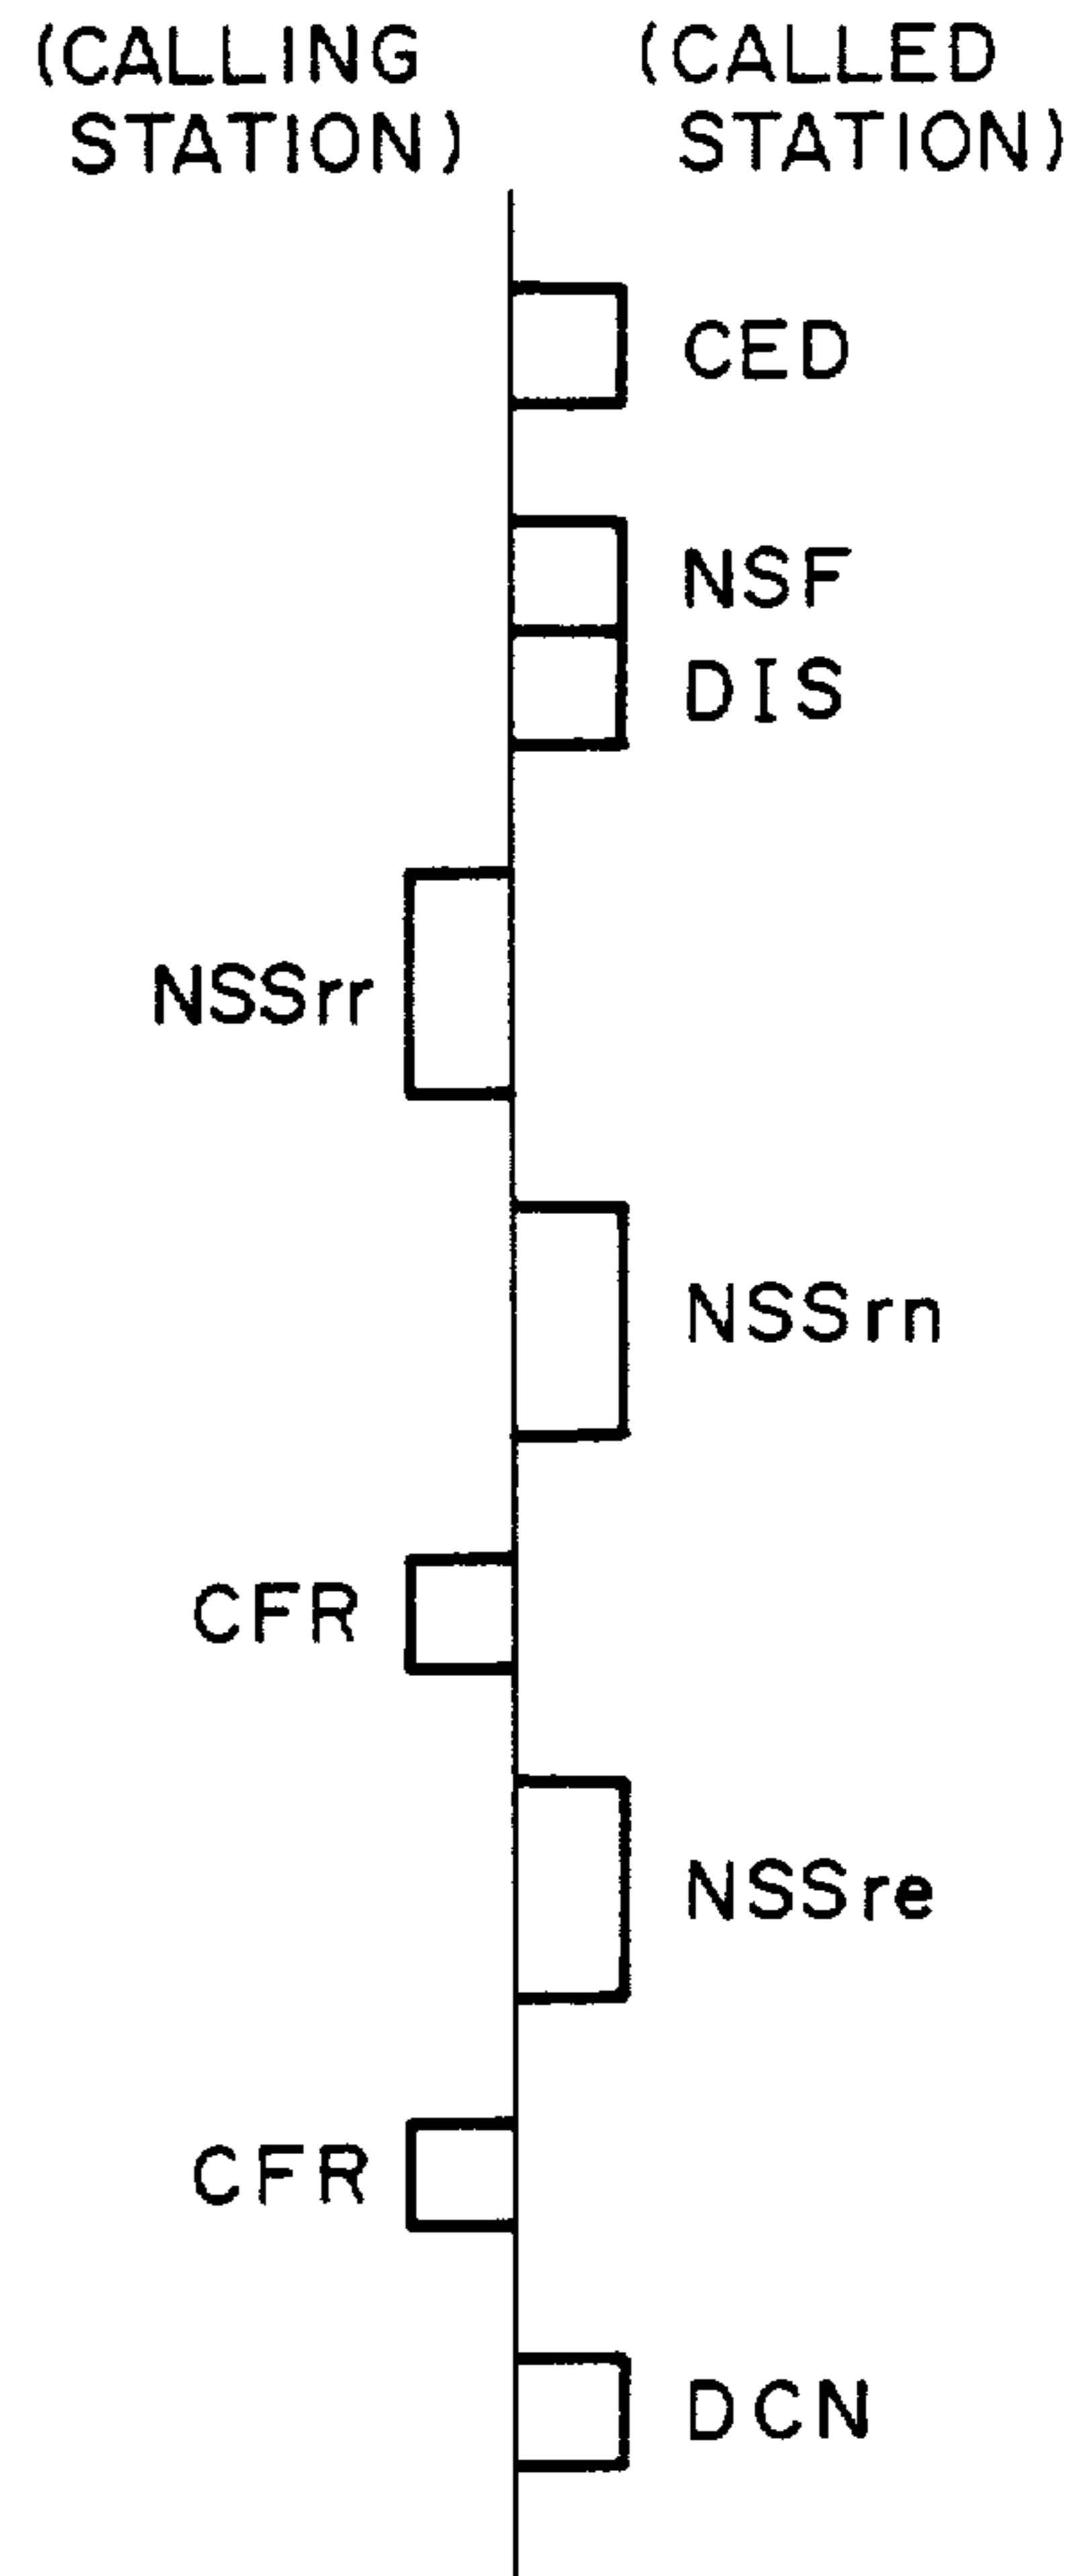 (CALLING
STATION)
(CALLED
STATION)
CED
NSF
DIS
NSSrr
NSSrn
CFR
NSSre
CFR
DCN